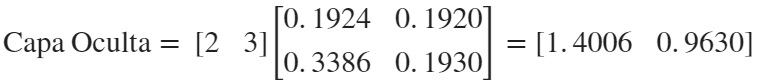 Capa Oculta = [2 3] [0.1924 0.1920
0.3386 0.1930] = [1.4006 0.9630]